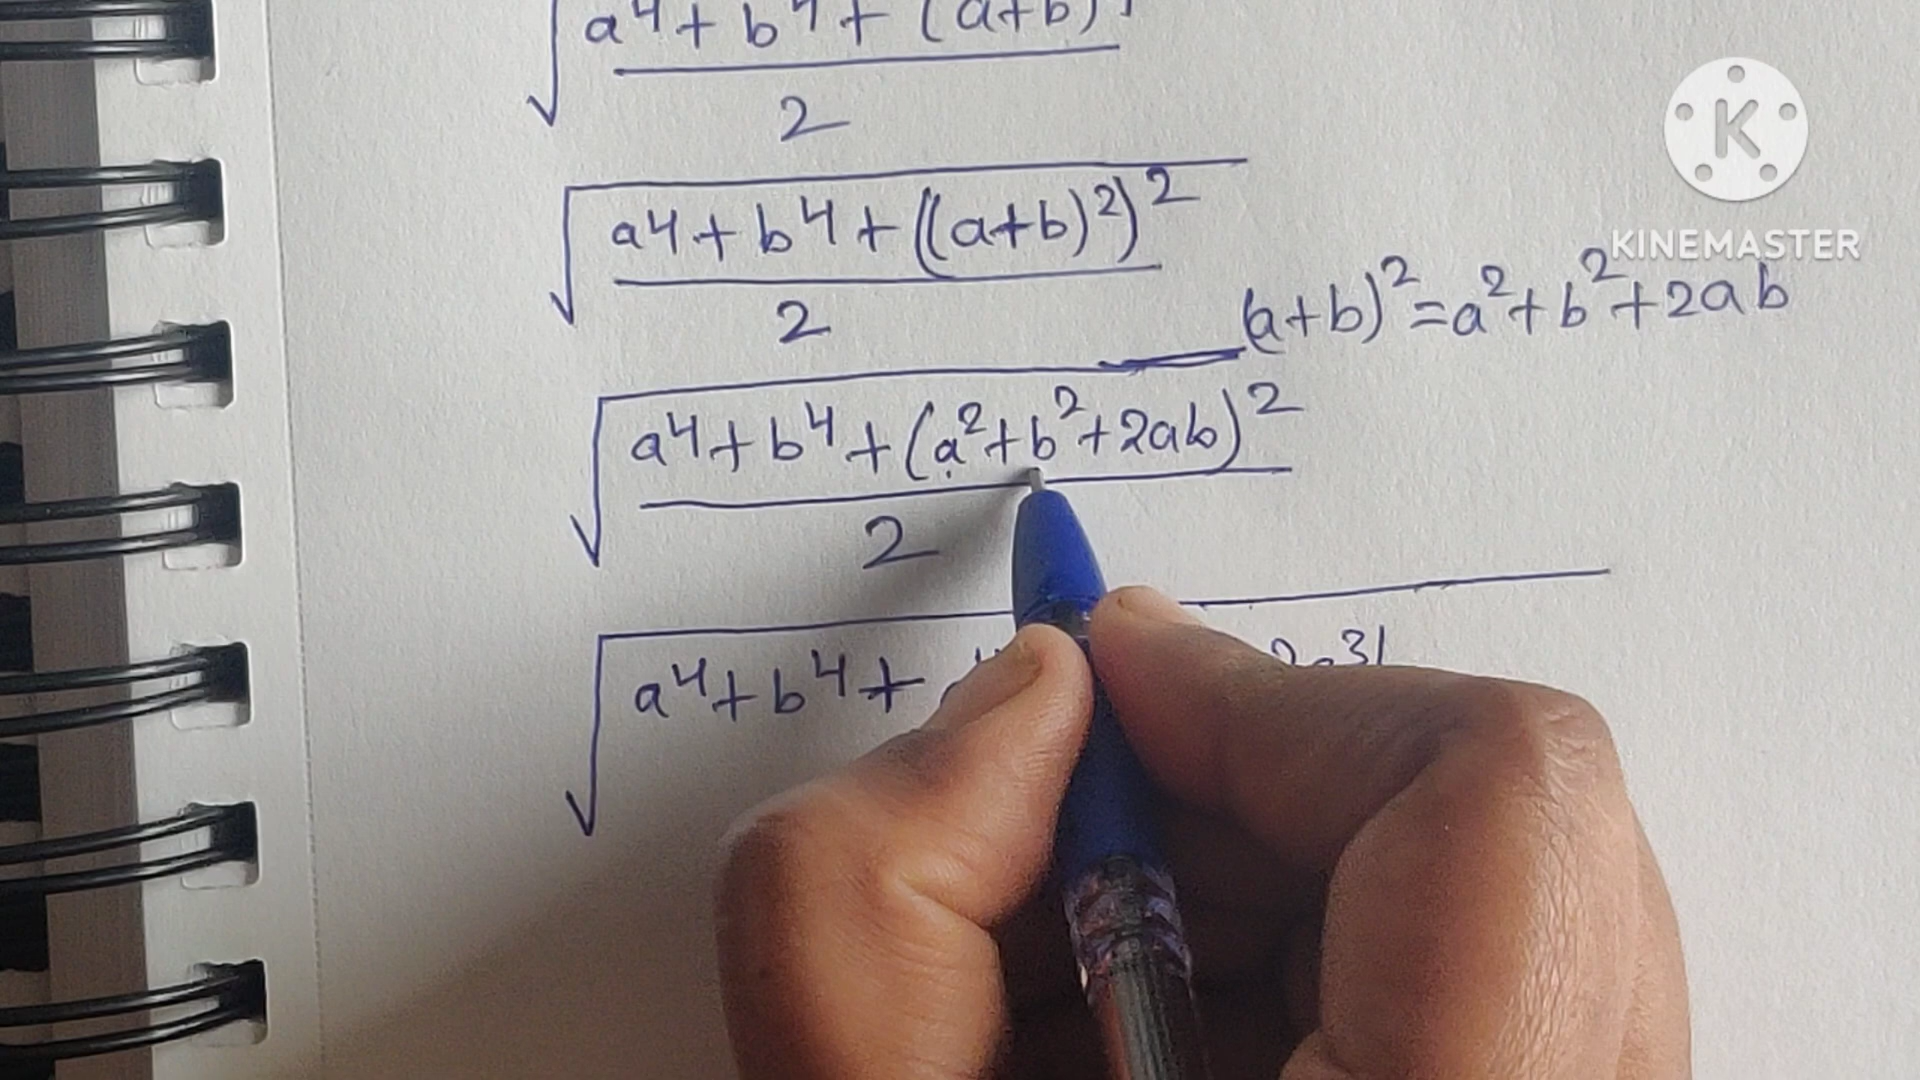 √(a⁴ + b⁴ + (a+b)
2
√(a⁴ + b⁴ + ((a+b)²)²
2
KINEMASTER
(a+b)² = a² + b² + 2ab
√(a⁴ + b⁴ + (a² + b² + 2ab)²
2
√(a⁴ + b⁴ +